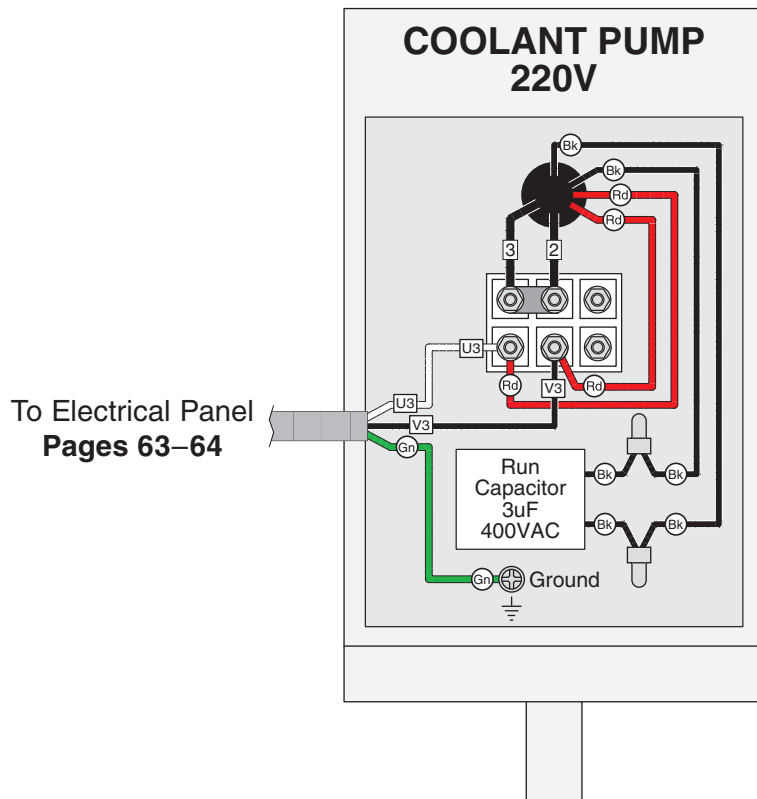 COOLANT PUMP
220V
Bk
Bk
Rd
Rd
3
2
U3
Rd
V3
Rd
U3
V3
Gn
To Electrical Panel
Pages 63–64
Run
Capacitor
3uF
400VAC
Bk
Bk
Bk
Bk
Gn
Ground